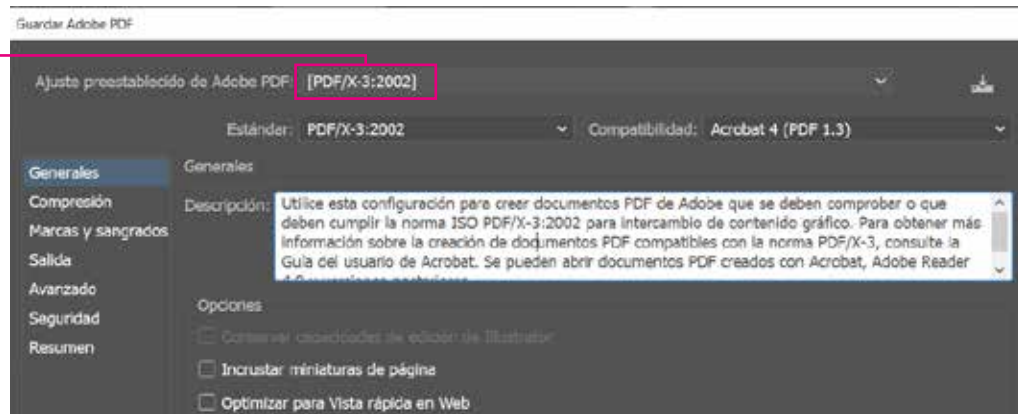 Guardar Adobe PDF
Ajuste preestablecido de Adobe PDF: [PDF/X-3:2002]
Estándar: PDF/X-3:2002 Compatibilidad: Acrobat 4 (PDF 1.3)
Generales
Compresión
Marcas y sangrados
Salida
Avanzado
Seguridad
Resumen
Generales
Descripción: Utilice esta configuración para crear documentos PDF de Adobe que se deben comprobar o que
deben cumplir la norma ISO PDF/X-3:2002 para intercambio de contenido gráfico. Para obtener más
información sobre la creación de documentos PDF compatibles con la norma PDF/X-3, consulte la
Guía del usuario de Acrobat. Se pueden abrir documentos PDF creados con Acrobat, Adobe Reader
Opciones
Conservar capacidades de edición de Illustrator
Incrustar miniaturas de página
Optimizar para Vista rápida en Web